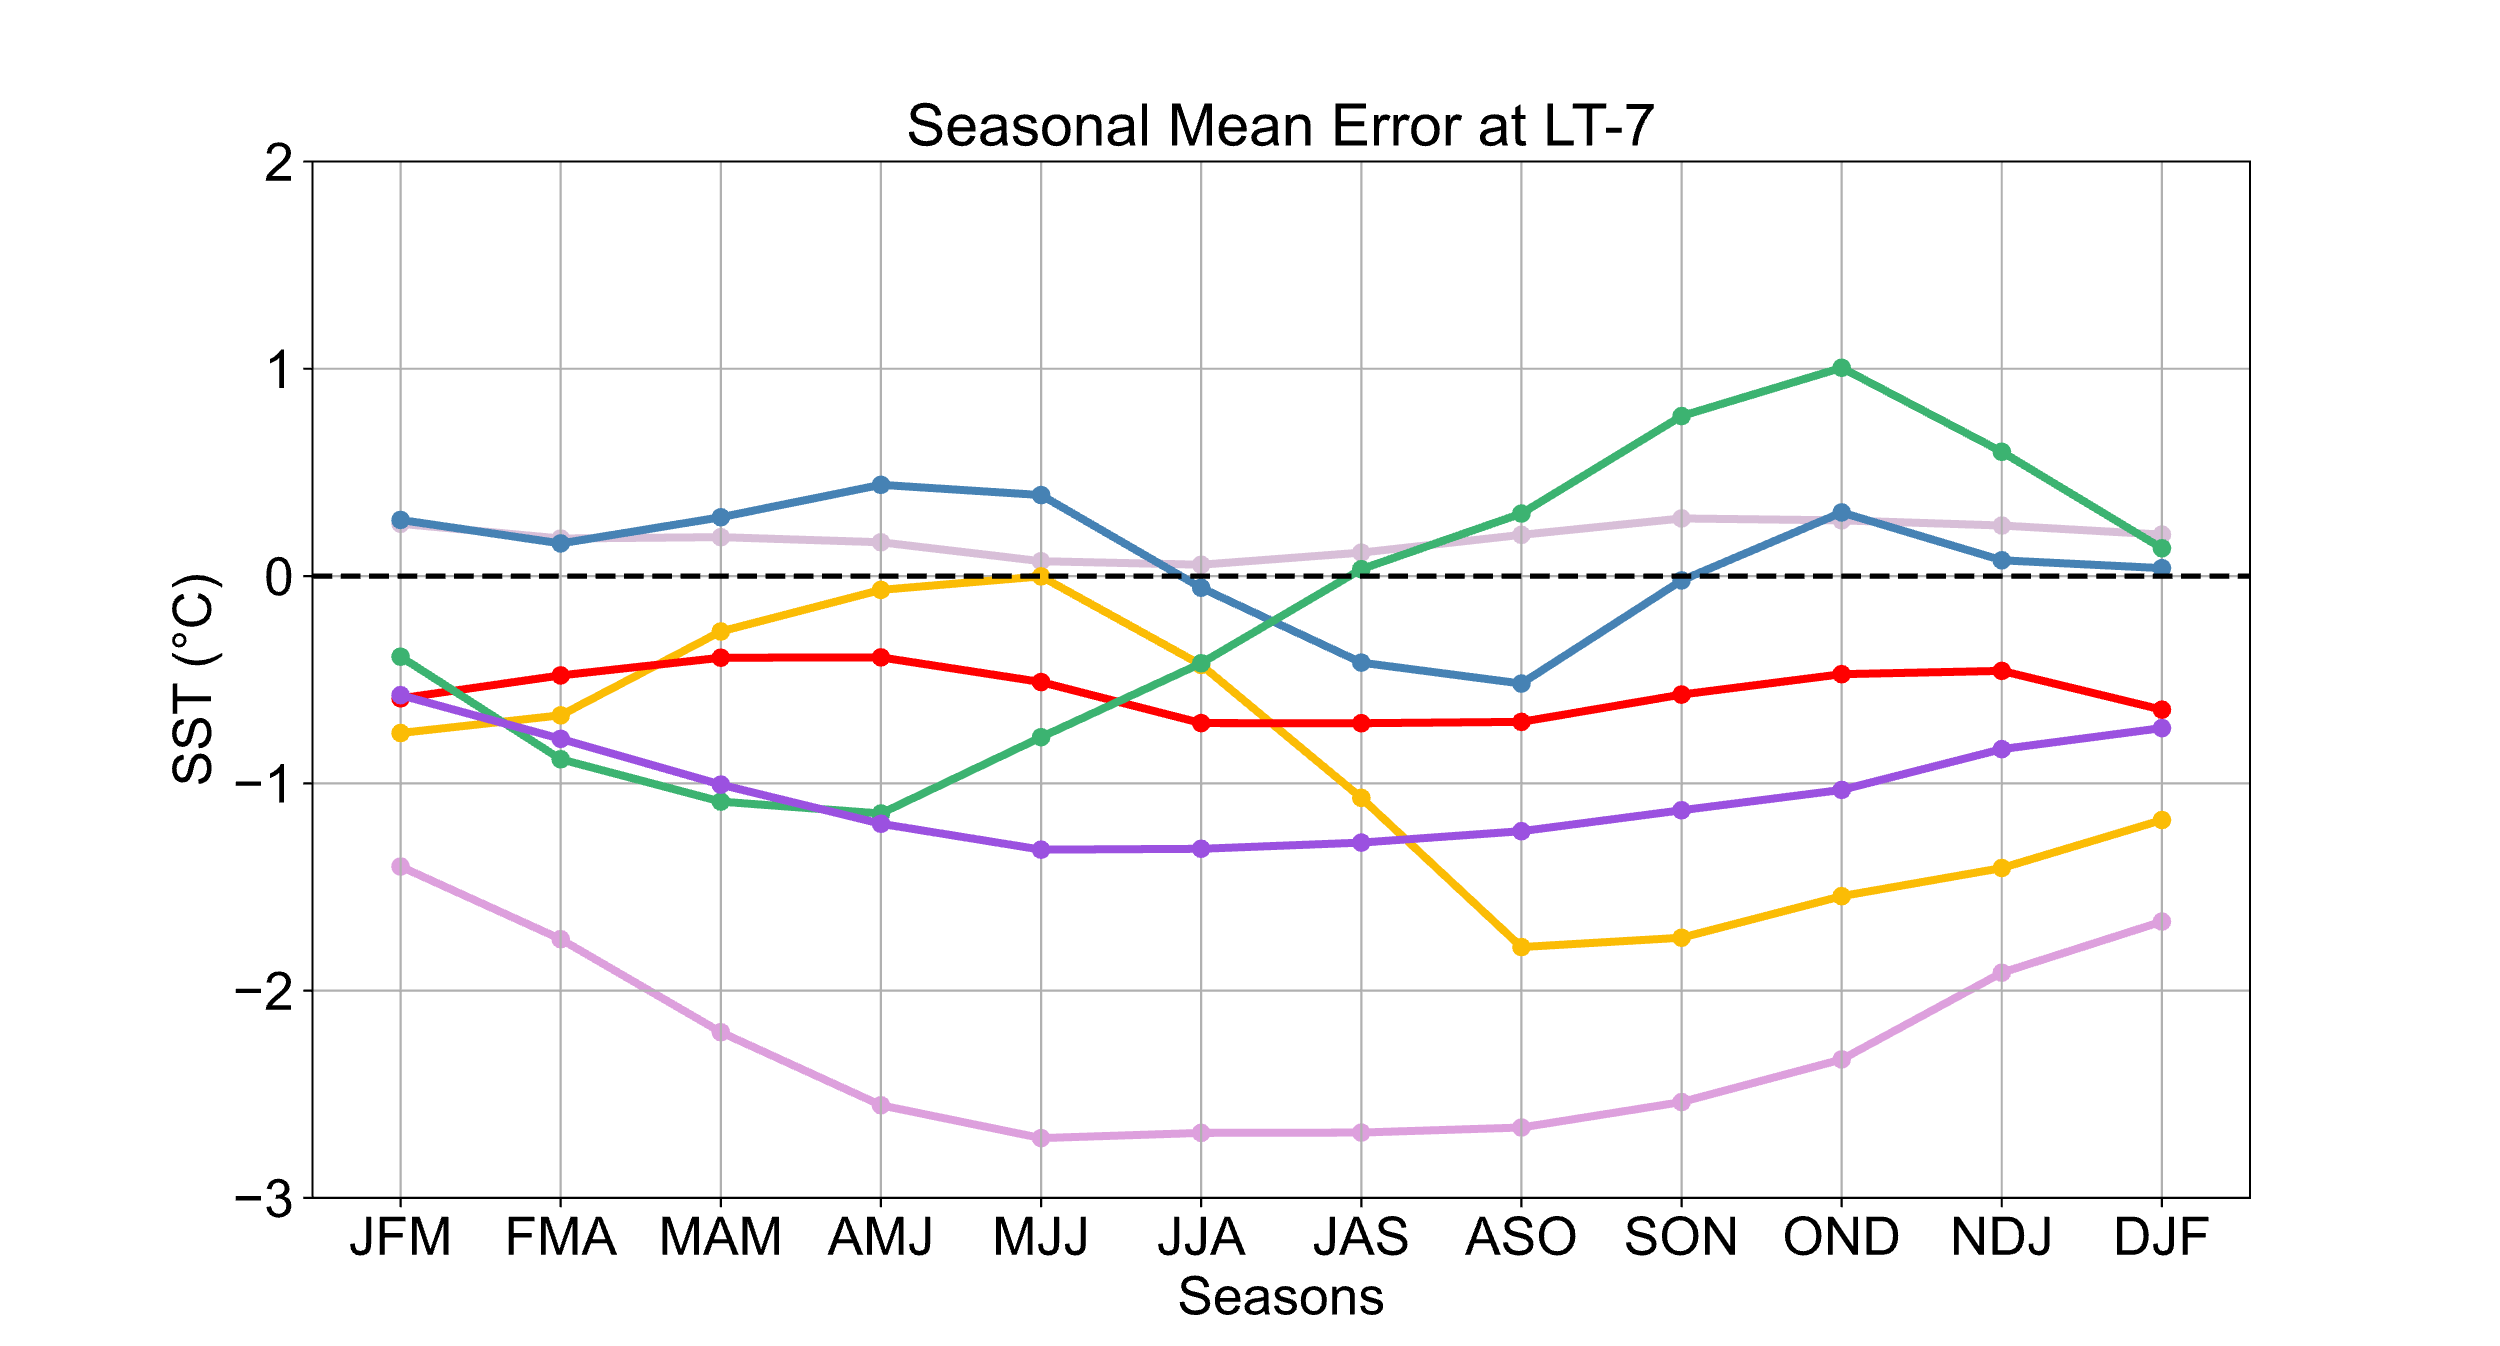 Seasonal Mean Error at LT-7
2
1
0
−1
−2
−3
SST (°C)
JFM FMA MAM AMJ MJJ JJA JAS ASO SON OND NDJ DJF
Seasons